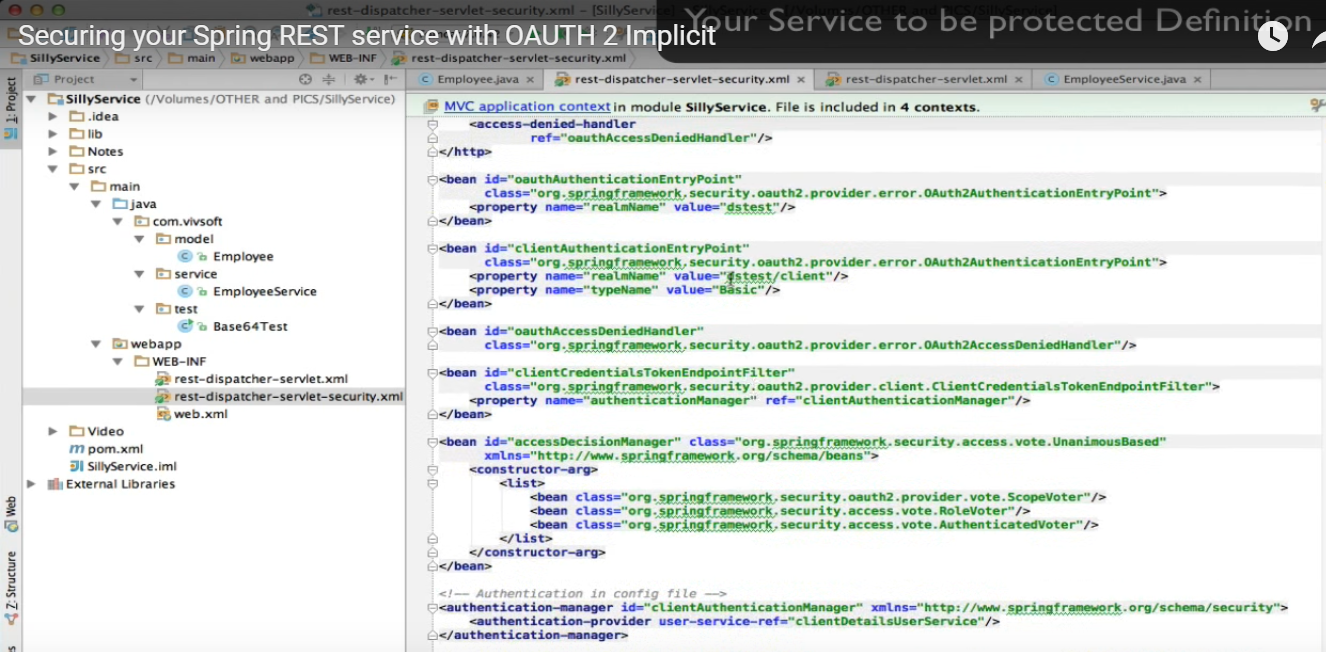 rest-dispatcher-servlet-security.xml - [SillyService]
Your Service to be protected Definition
Securing your Spring REST service with OAUTH 2 Implicit
SillyService src main webapp WEB-INF rest-dispatcher-servlet-security.xml
Project
Employee.java rest-dispatcher-servlet-security.xml rest-dispatcher-servlet.xml EmployeeService.java
1: Project
SillyService (/Volumes/OTHER and PICS/SillyService)
.idea
lib
Notes
src
main
java
com.vivsoft
model
Employee
service
EmployeeService
test
Base64Test
webapp
WEB-INF
rest-dispatcher-servlet.xml
rest-dispatcher-servlet-security.xml
web.xml
Video
pom.xml
SillyService.iml
External Libraries
Web
Z: Structure
MVC application context in module SillyService. File is included in 4 contexts.
<access-denied-handler
ref="oauthAccessDeniedHandler"/>
</http>
<bean id="oauthAuthenticationEntryPoint"
class="org.springframework.security.oauth2.provider.error.OAuth2AuthenticationEntryPoint">
<property name="realmName" value="dstest"/>
</bean>
<bean id="clientAuthenticationEntryPoint"
class="org.springframework.security.oauth2.provider.error.OAuth2AuthenticationEntryPoint">
<property name="realmName" value="dstest/client"/>
<property name="typeName" value="Basic"/>
</bean>
<bean id="oauthAccessDeniedHandler"
class="org.springframework.security.oauth2.provider.error.OAuth2AccessDeniedHandler"/>
<bean id="clientCredentialsTokenEndpointFilter"
class="org.springframework.security.oauth2.provider.client.ClientCredentialsTokenEndpointFilter">
<property name="authenticationManager" ref="clientAuthenticationManager"/>
</bean>
<bean id="accessDecisionManager" class="org.springframework.security.access.vote.UnanimousBased"
xmlns="http://www.springframework.org/schema/beans">
<constructor-arg>
<list>
<bean class="org.springframework.security.oauth2.provider.vote.ScopeVoter"/>
<bean class="org.springframework.security.access.vote.RoleVoter"/>
<bean class="org.springframework.security.access.vote.AuthenticatedVoter"/>
</list>
</constructor-arg>
</bean>
<!-- Authentication in config file -->
<authentication-manager id="clientAuthenticationManager" xmlns="http://www.springframework.org/schema/security">
<authentication-provider user-service-ref="clientDetailsUserService"/>
</authentication-manager>